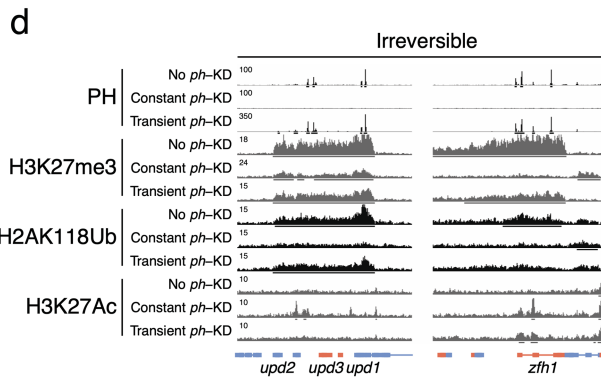 d
Irreversible
PH
No ph–KD 100
Constant ph–KD 100
Transient ph–KD 350
H3K27me3
No ph–KD 18
Constant ph–KD 24
Transient ph–KD 15
H2AK118Ub
No ph–KD 15
Constant ph–KD 15
Transient ph–KD 15
H3K27Ac
No ph–KD 10
Constant ph–KD 10
Transient ph–KD 10
upd2 upd3 upd1 zfh1